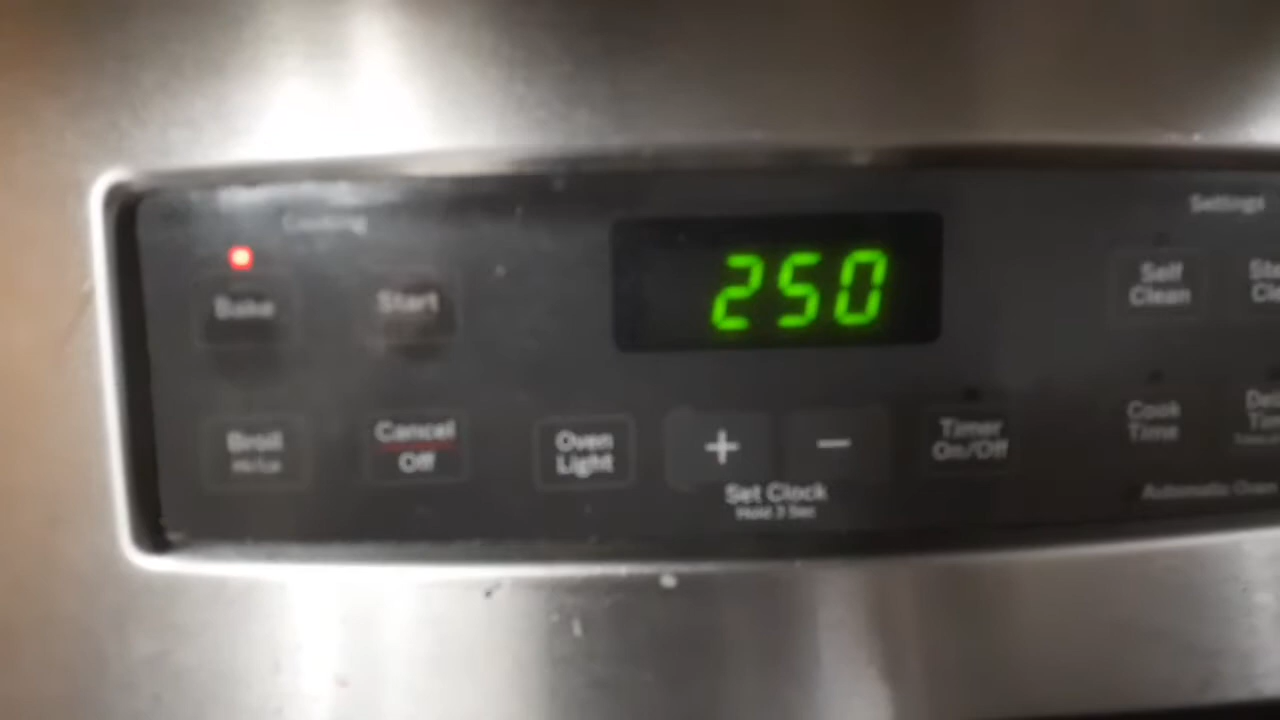 Cooking
Settings
Bake
Start
250
Self
Clean
Broil
Hi/Lo
Cancel
Off
Oven
Light
+
−
Set Clock
Hold 3 Sec
Timer
On/Off
Cook
Time
Automatic Oven